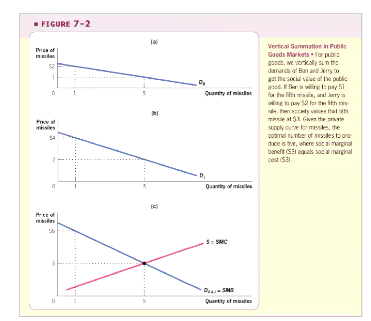 ■ FIGURE 7–2
(a)
Price of
missiles
$2
1
0
1
5
Quantity of missiles
D_B
(b)
Price of
missiles
$4
2
0
1
5
Quantity of missiles
D_J
(c)
Price of
missiles
$6
3
0
1
5
Quantity of missiles
S = SMC
D_B+J = SMB
Vertical Summation in Public
Goods Markets • For public
goods, we vertically sum the
demands of Ben and Jerry to
get the social value of the public
good. If Ben is willing to pay $1
for the fifth missile, and Jerry is
willing to pay $2 for the fifth mis-
sile, then society values that fifth
missile at $3. Given the private
supply curve for missiles, the
optimal number of missiles to pro-
duce is five, where social marginal
benefit ($3) equals social marginal
cost ($3).